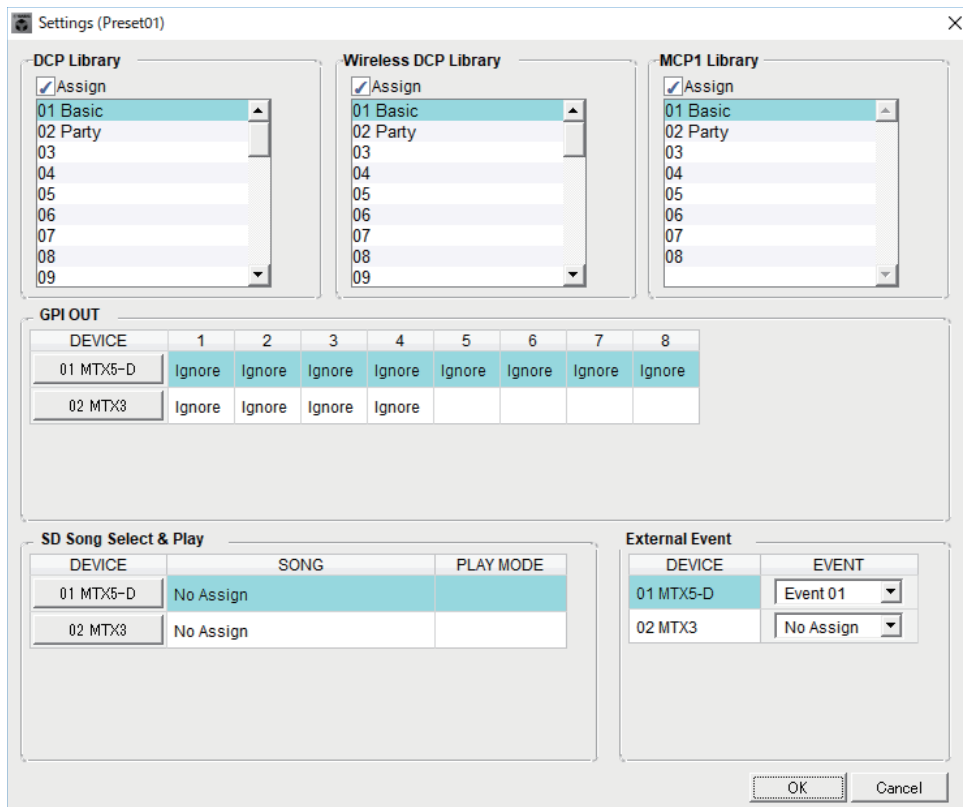 Settings (Preset01)
DCP Library
Assign
01 Basic
02 Party
03
04
05
06
07
08
09
Wireless DCP Library
Assign
01 Basic
02 Party
03
04
05
06
07
08
09
MCP1 Library
Assign
01 Basic
02 Party
03
04
05
06
07
08
GPI OUT
DEVICE 1 2 3 4 5 6 7 8
01 MTX5-D Ignore Ignore Ignore Ignore Ignore Ignore Ignore Ignore
02 MTX3 Ignore Ignore Ignore Ignore
SD Song Select & Play
DEVICE SONG PLAY MODE
01 MTX5-D No Assign
02 MTX3 No Assign
External Event
DEVICE EVENT
01 MTX5-D Event 01
02 MTX3 No Assign
OK Cancel